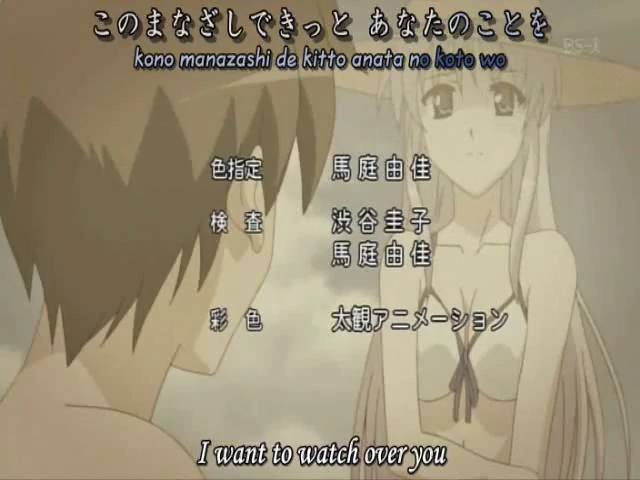 このまなざしできっと あなたのことを
kono manazashi de kitto anata no koto wo
BS-i
色指定 馬庭由佳
検査 渋谷圭子
馬庭由佳
彩色 太観アニメーション
I want to watch over you